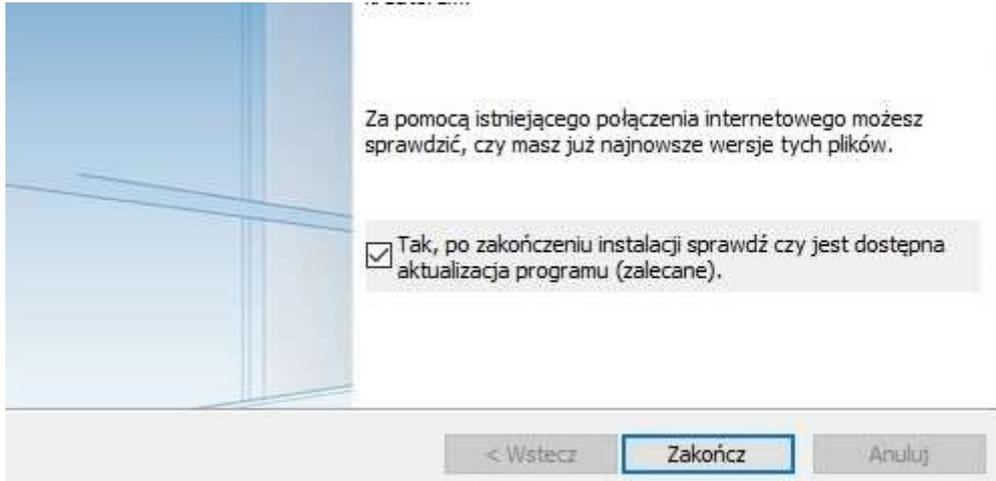 Za pomocą istniejącego połączenia internetowego możesz
sprawdzić, czy masz już najnowsze wersje tych plików.
Tak, po zakończeniu instalacji sprawdź czy jest dostępna
aktualizacja programu (zalecane).
< Wstecz
Zakończ
Anuluj